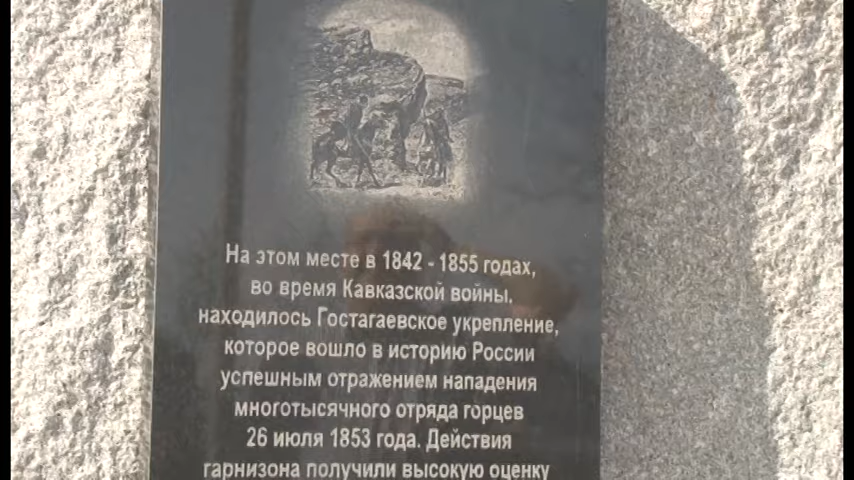 На этом месте в 1842 - 1855 годах,
во время Кавказской войны,
находилось Гостагаевское укрепление,
которое вошло в историю России
успешным отражением нападения
многотысячного отряда горцев
26 июля 1853 года. Действия
гарнизона получили высокую оценку